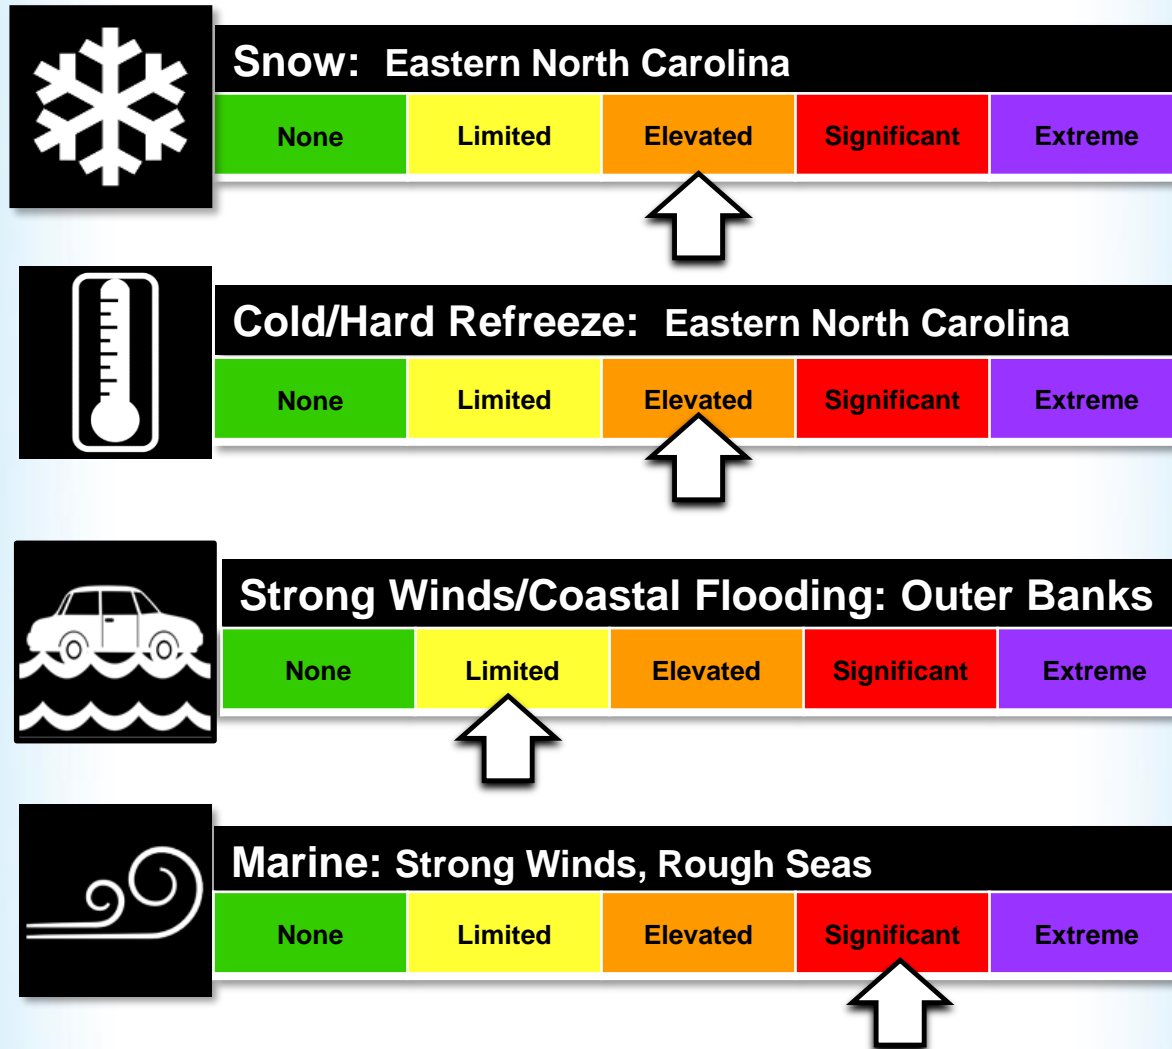 Snow: Eastern North Carolina
None Limited Elevated Significant Extreme
Cold/Hard Refreeze: Eastern North Carolina
None Limited Elevated Significant Extreme
Strong Winds/Coastal Flooding: Outer Banks
None Limited Elevated Significant Extreme
Marine: Strong Winds, Rough Seas
None Limited Elevated Significant Extreme